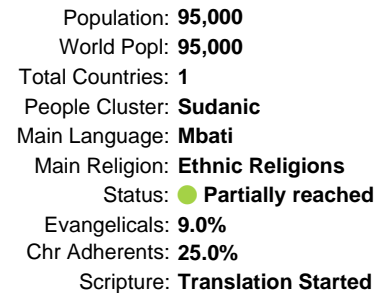 Population: 95,000
World Popl: 95,000
Total Countries: 1
People Cluster: Sudanic
Main Language: Mbati
Main Religion: Ethnic Religions
Status: Partially reached
Evangelicals: 9.0%
Chr Adherents: 25.0%
Scripture: Translation Started